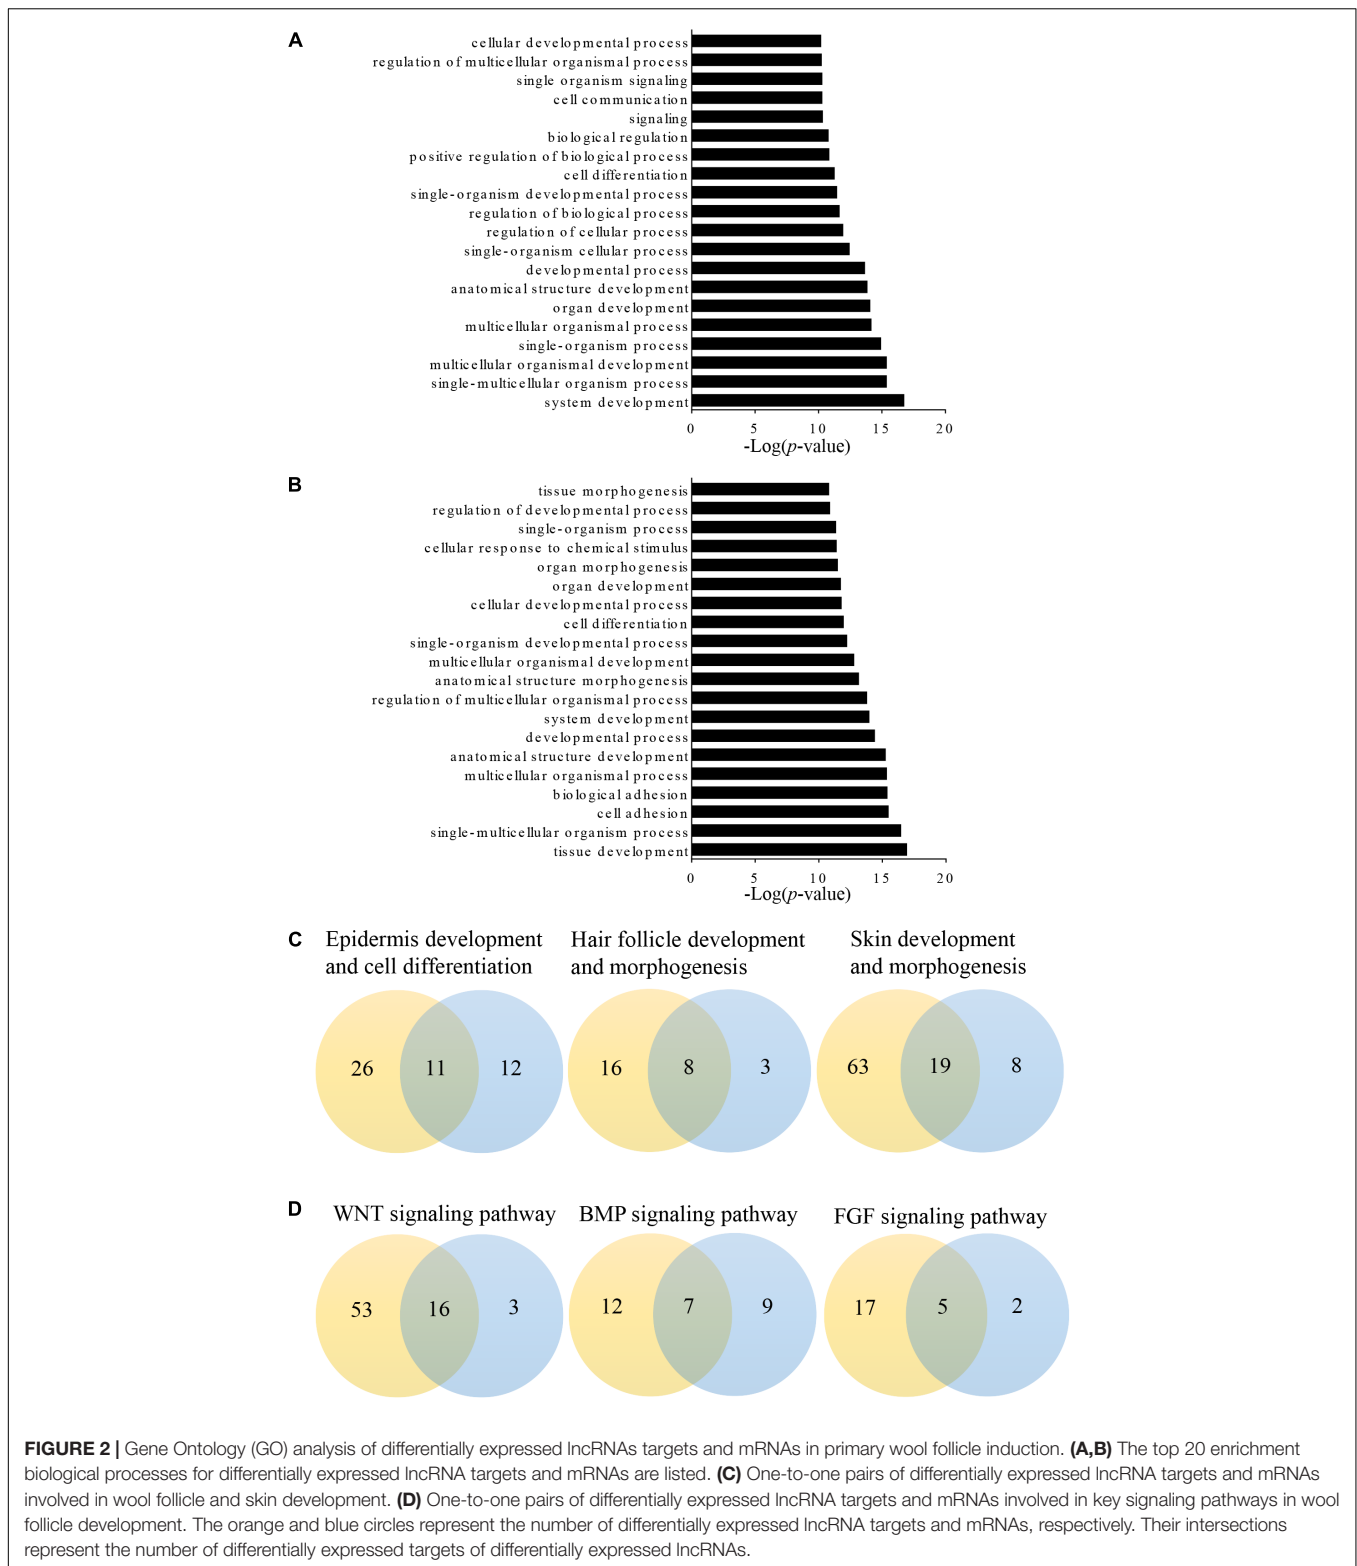 A
cellular developmental process
regulation of multicellular organismal process
single organism signaling
cell communication
signaling
biological regulation
positive regulation of biological process
cell differentiation
single-organism developmental process
regulation of biological process
regulation of cellular process
single-organism cellular process
developmental process
anatomical structure development
organ development
multicellular organismal process
single-organism process
multicellular organismal development
single-multicellular organism process
system development
0 5 10 15 20
-Log(p-value)
B
tissue morphogenesis
regulation of developmental process
single-organism process
cellular response to chemical stimulus
organ morphogenesis
organ development
cellular developmental process
cell differentiation
single-organism developmental process
multicellular organismal development
anatomical structure morphogenesis
regulation of multicellular organismal process
system development
developmental process
anatomical structure development
multicellular organismal process
biological adhesion
cell adhesion
single-multicellular organism process
tissue development
0 5 10 15 20
-Log(p-value)
C
Epidermis development
and cell differentiation
26 11 12
Hair follicle development
and morphogenesis
16 8 3
Skin development
and morphogenesis
63 19 8
D
WNT signaling pathway
53 16 3
BMP signaling pathway
12 7 9
FGF signaling pathway
17 5 2
FIGURE 2 | Gene Ontology (GO) analysis of differentially expressed lncRNAs targets and mRNAs in primary wool follicle induction. (A,B) The top 20 enrichment
biological processes for differentially expressed lncRNA targets and mRNAs are listed. (C) One-to-one pairs of differentially expressed lncRNA targets and mRNAs
involved in wool follicle and skin development. (D) One-to-one pairs of differentially expressed lncRNA targets and mRNAs involved in key signaling pathways in wool
follicle development. The orange and blue circles represent the number of differentially expressed lncRNA targets and mRNAs, respectively. Their intersections
represent the number of differentially expressed targets of differentially expressed lncRNAs.